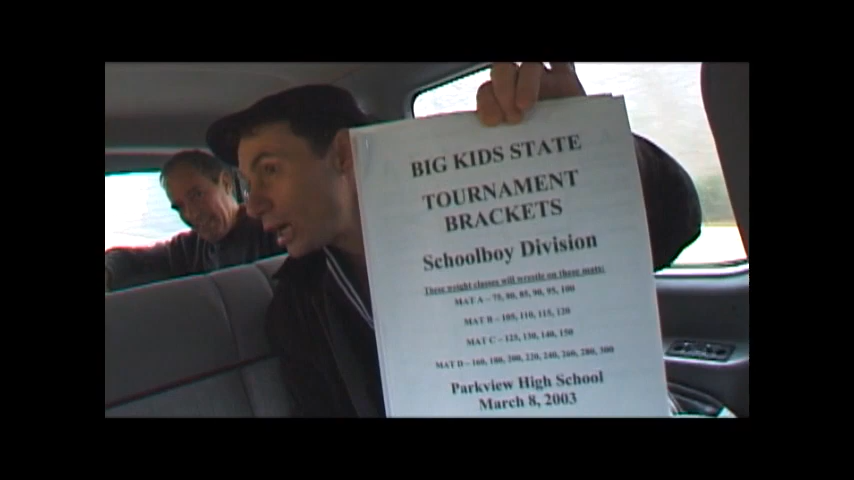 BIG KIDS STATE
TOURNAMENT
BRACKETS
Schoolboy Division
These weight classes will wrestle on these mats:
MAT A – 75, 80, 85, 90, 95, 100
MAT B – 105, 110, 115, 120
MAT C – 125, 130, 140, 150
MAT D – 160, 180, 200, 220, 240, 260, 280, 300
Parkview High School
March 8, 2003